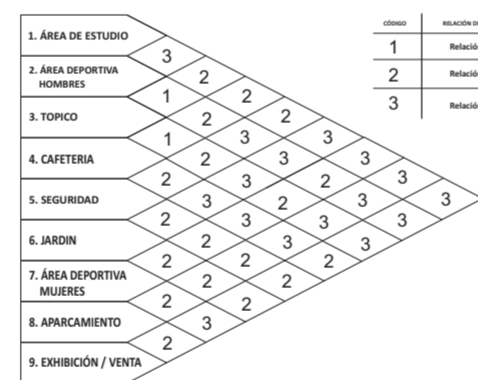 1. ÁREA DE ESTUDIO
2. ÁREA DEPORTIVA
HOMBRES
3. TOPICO
4. CAFETERIA
5. SEGURIDAD
6. JARDIN
7. ÁREA DEPORTIVA
MUJERES
8. APARCAMIENTO
9. EXHIBICIÓN / VENTA
3
2
1 2
2 2
1 3 3
2 3 3
2 3 2 3
3 2 3 3
2 3 3 3
2 3 3
2 2 2
2 2
2 2
3
2
CÓDIGO RELACIÓN DE
1 Relació
2 Relació
3 Relació